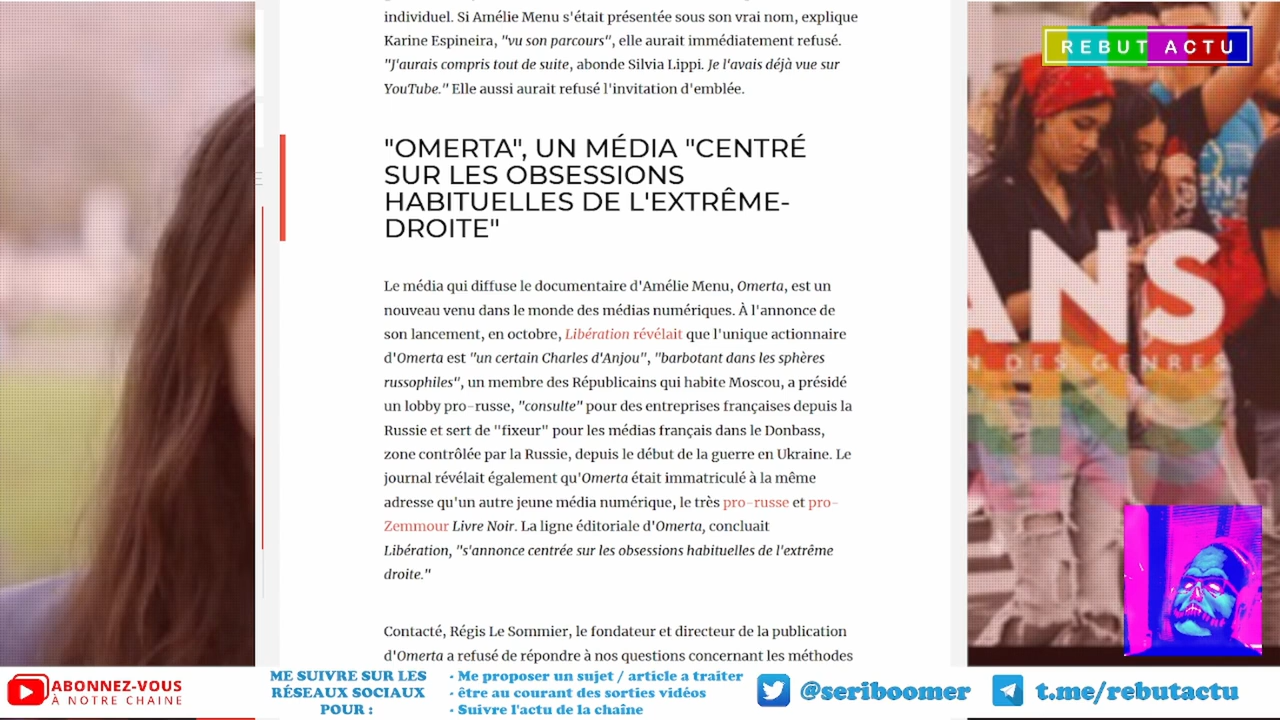 individuel. Si Amélie Menu s'était présentée sous son vrai nom, explique
Karine Espineira, "vu son parcours", elle aurait immédiatement refusé.
"J'aurais compris tout de suite, abonde Silvia Lippi. Je l'avais déjà vue sur
YouTube." Elle aussi aurait refusé l'invitation d'emblée.
"OMERTA", UN MÉDIA "CENTRÉ
SUR LES OBSESSIONS
HABITUELLES DE L'EXTRÊME-
DROITE"
Le média qui diffuse le documentaire d'Amélie Menu, Omerta, est un
nouveau venu dans le monde des médias numériques. À l'annonce de
son lancement, en octobre, Libération révélait que l'unique actionnaire
d'Omerta est "un certain Charles d'Anjou", "barbotant dans les sphères
russophiles", un membre des Républicains qui habite Moscou, a présidé
un lobby pro-russe, "consulte" pour des entreprises françaises depuis la
Russie et sert de "fixeur" pour les médias français dans le Donbass,
zone contrôlée par la Russie, depuis le début de la guerre en Ukraine. Le
journal révélait également qu'Omerta était immatriculé à la même
adresse qu'un autre jeune média numérique, le très pro-russe et pro-
Zemmour Livre Noir. La ligne éditoriale d'Omerta, concluait
Libération, "s'annonce centrée sur les obsessions habituelles de l'extrême
droite."
Contacté, Régis Le Sommier, le fondateur et directeur de la publication
d'Omerta a refusé de répondre à nos questions concernant les méthodes
REBUT ACTU
ANS
N DES GENRES
ABONNEZ-VOUS
À NOTRE CHAINE
ME SUIVRE SUR LES
RÉSEAUX SOCIAUX
POUR :
· Me proposer un sujet / article a traiter
· être au courant des sorties vidéos
· Suivre l'actu de la chaîne
@seriboomer
t.me/rebutactu